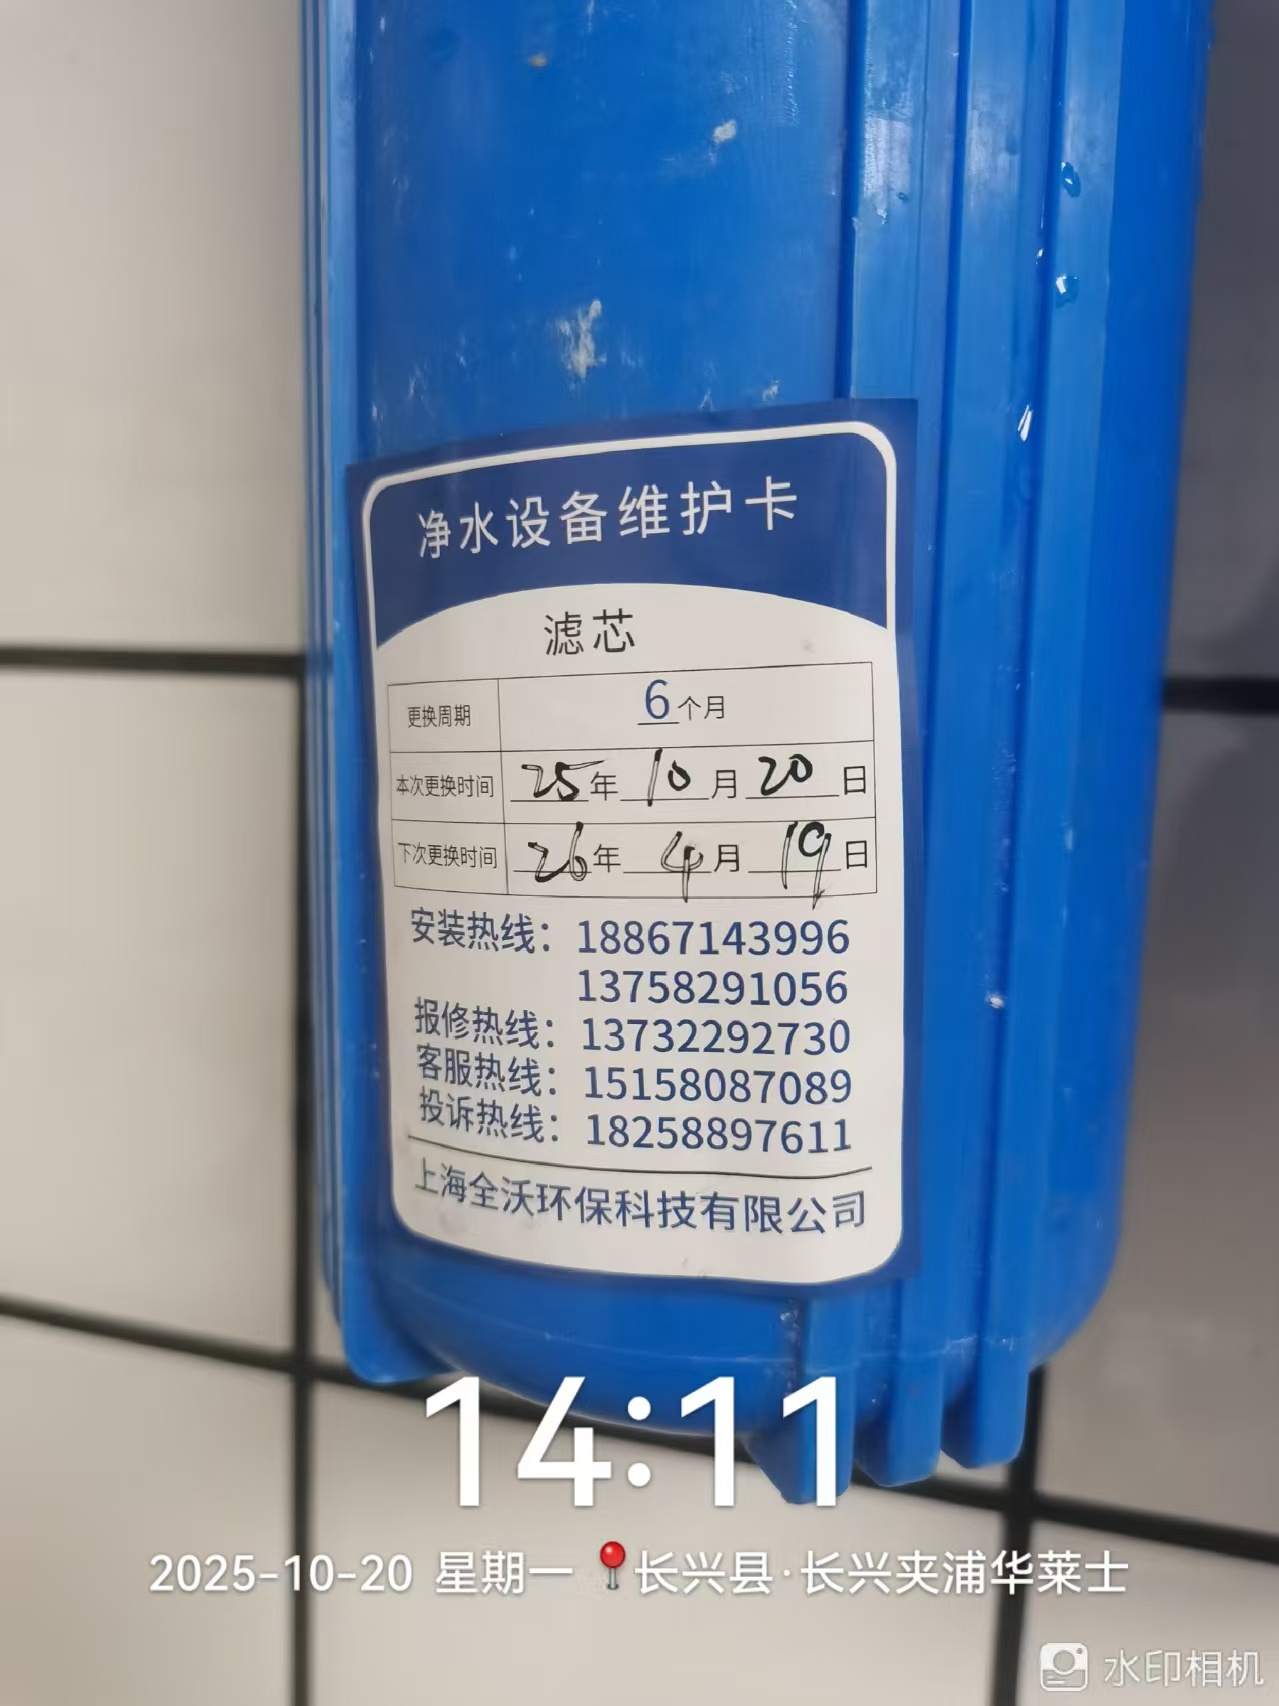 净水设备维护卡
滤芯
更换周期 6个月
本次更换时间 25年10月20日
下次更换时间 26年4月19日
安装热线：18867143996
13758291056
报修热线：13732292730
客服热线：15158087089
投诉热线：18258897611
上海全沃环保科技有限公司
14:11
2025-10-20 星期一 📍长兴县·长兴夹浦华莱士
水印相机